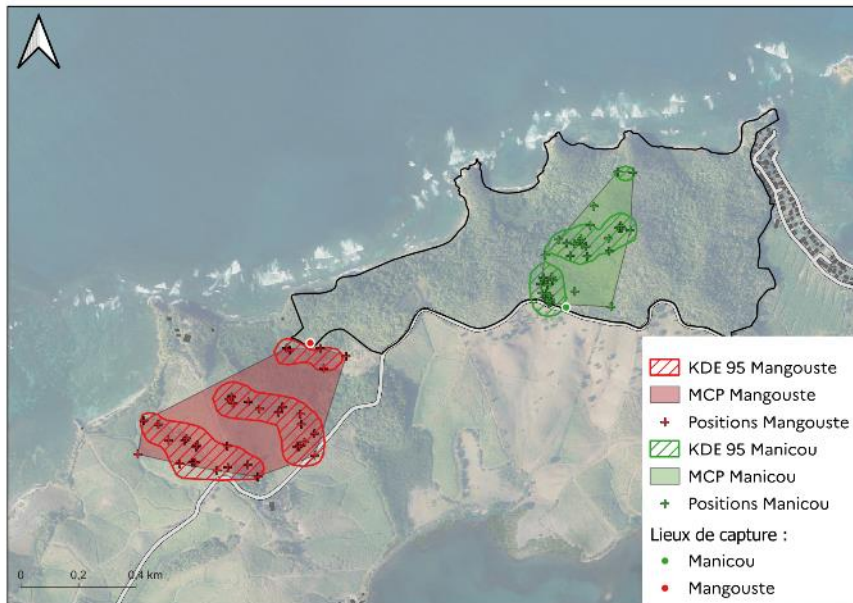 KDE 95 Mangouste
MCP Mangouste
Positions Mangouste
KDE 95 Manicou
MCP Manicou
Positions Manicou
Lieux de capture :
Manicou
Mangouste
0 0,2 0,4 km